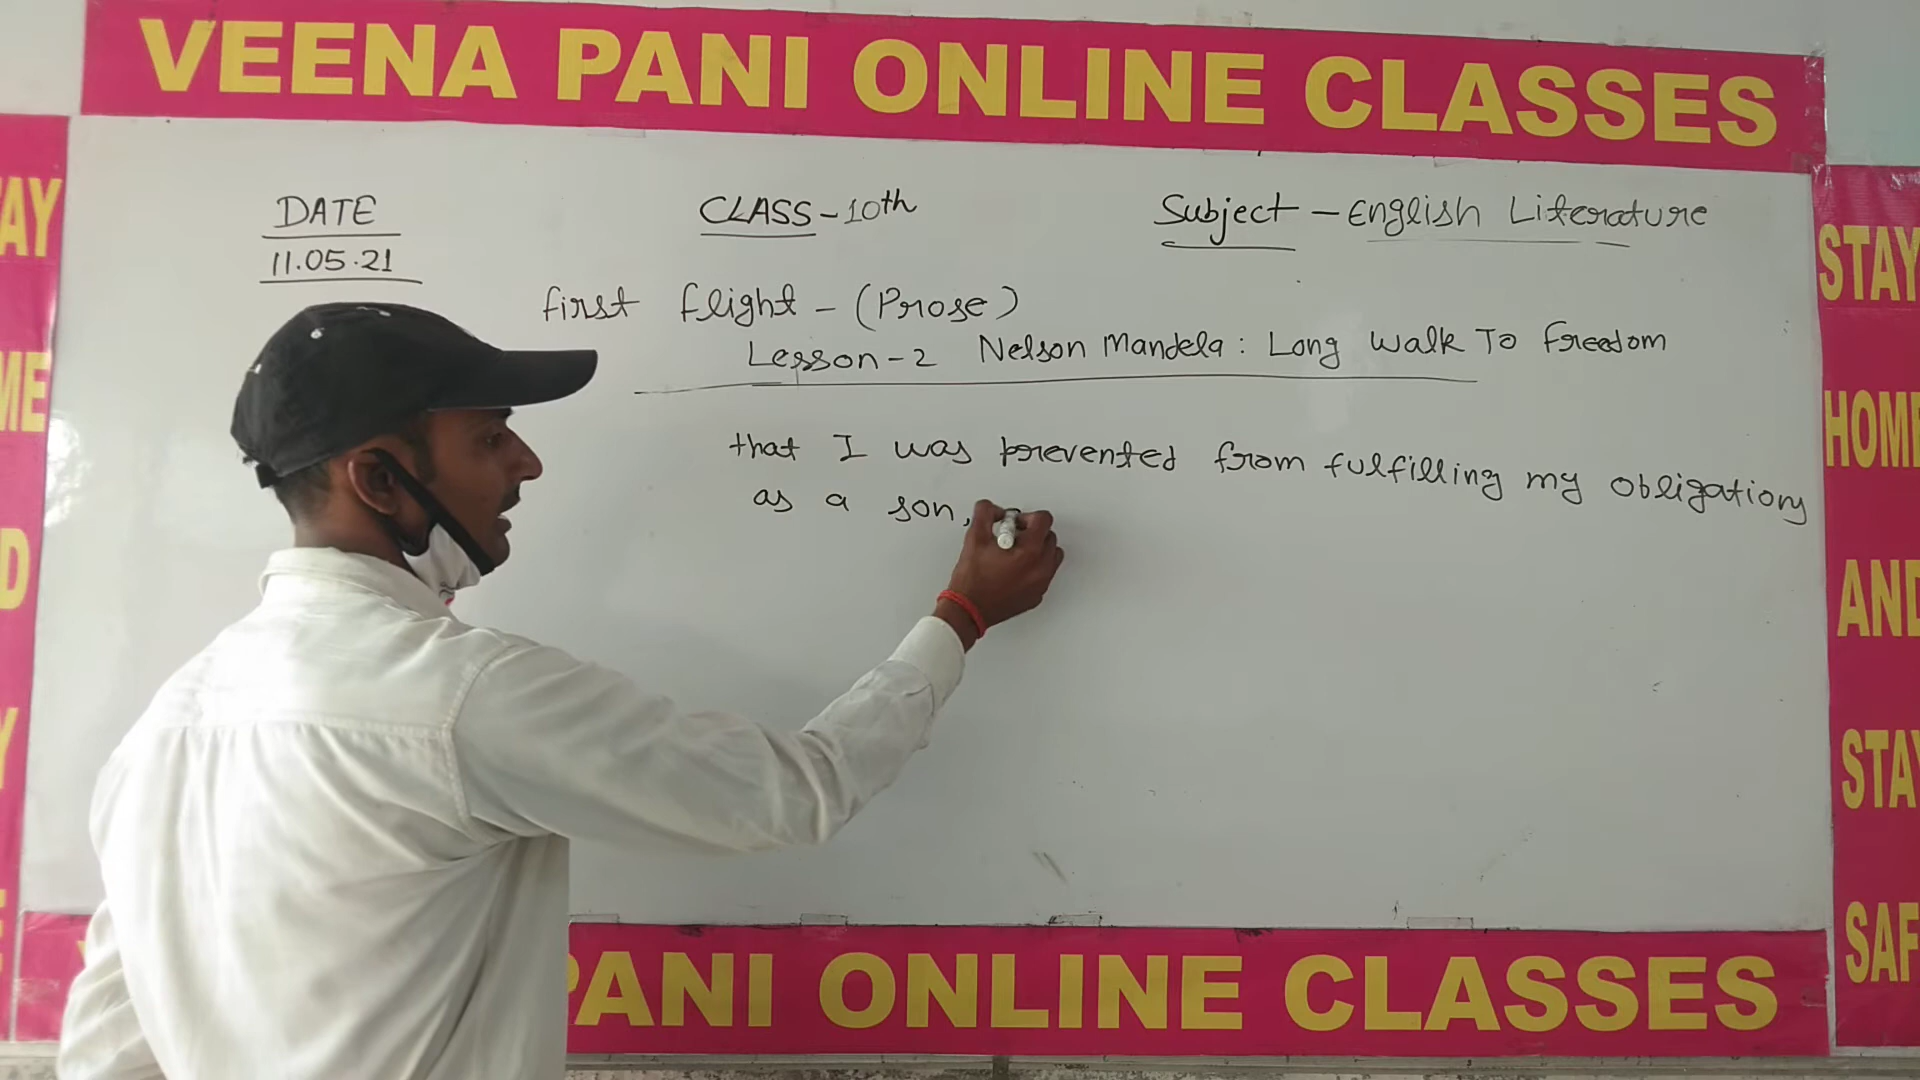 VEENA PANI ONLINE CLASSES
DATE
11.05.21
CLASS - 10th
Subject - English Literature
First Flight - (Prose)
Lesson - 2 Nelson Mandela : Long Walk To Freedom
that I was prevented from fulfilling my obligations
as a son,
PANI ONLINE CLASSES
STAY
HOME
AND
STAY
SAF
TAY
ME
D
Y
E